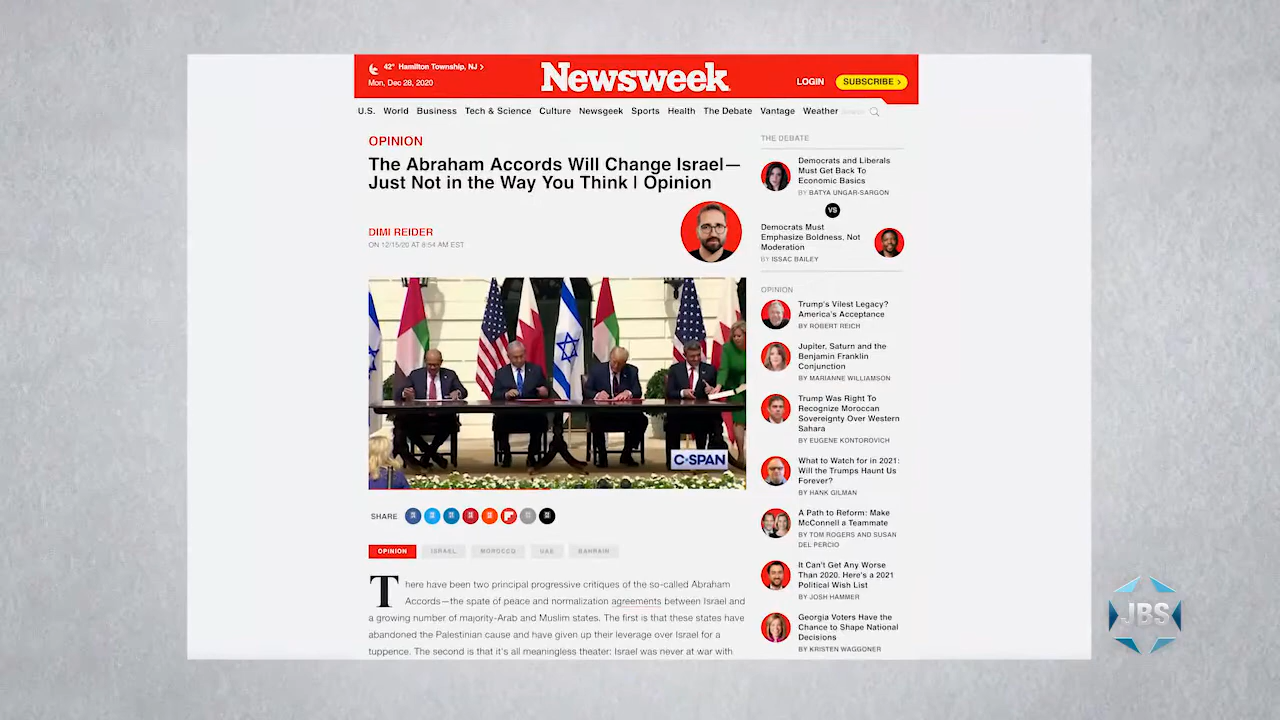 42° Hamilton Township, NJ >
Mon, Dec 28, 2020
Newsweek
LOGIN
SUBSCRIBE >
U.S. World Business Tech & Science Culture Newsgeek Sports Health The Debate Vantage Weather
OPINION
The Abraham Accords Will Change Israel—
Just Not in the Way You Think | Opinion
DIMI REIDER
ON 12/15/20 AT 8:54 AM EST
C-SPAN
SHARE
OPINION ISRAEL MOROCCO UAE BAHRAIN
There have been two principal progressive critiques of the so-called Abraham
Accords—the spate of peace and normalization agreements between Israel and
a growing number of majority-Arab and Muslim states. The first is that these states have
abandoned the Palestinian cause and have given up their leverage over Israel for a
tuppence. The second is that it's all meaningless theater: Israel was never at war with
THE DEBATE
Democrats and Liberals
Must Get Back To
Economic Basics
BY BATYA UNGAR-SARGON
VS
Democrats Must
Emphasize Boldness, Not
Moderation
BY ISSAC BAILEY
OPINION
Trump's Vilest Legacy?
America's Acceptance
BY ROBERT REICH
Jupiter, Saturn and the
Benjamin Franklin
Conjunction
BY MARIANNE WILLIAMSON
Trump Was Right To
Recognize Moroccan
Sovereignty Over Western
Sahara
BY EUGENE KONTOROVICH
What to Watch for in 2021:
Will the Trumps Haunt Us
Forever?
BY HANK GILMAN
A Path to Reform: Make
McConnell a Teammate
BY TOM ROGERS AND SUSAN
DEL PERCIO
It Can't Get Any Worse
Than 2020. Here's a 2021
Political Wish List
BY JOSH HAMMER
Georgia Voters Have the
Chance to Shape National
Decisions
BY KRISTEN WAGGONER
JBS